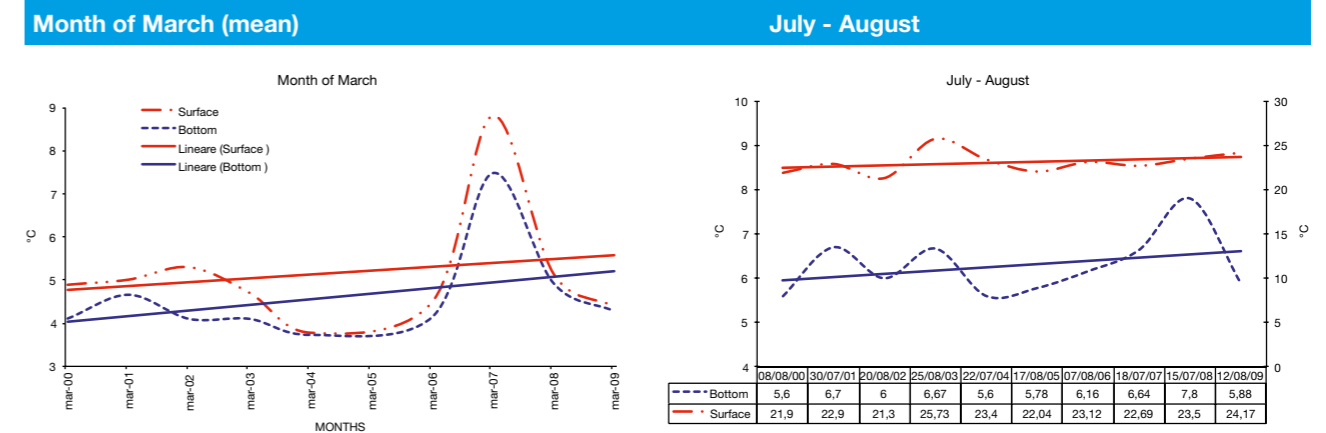 Month of March (mean)
July - August
Month of March
Surface
Bottom
Lineare (Surface )
Lineare (Bottom )
9
8
7
6
5
4
3
°C
mar-00
mar-01
mar-02
mar-03
mar-04
mar-05
mar-06
mar-07
mar-08
mar-09
MONTHS
July - August
10
9
8
7
6
5
4
°C
30
25
20
15
10
5
0
°C
08/08/00 30/07/01 20/08/02 25/08/03 22/07/04 17/08/05 07/08/06 18/07/07 15/07/08 12/08/09
Bottom 5,6 6,7 6 6,67 5,6 5,78 6,16 6,64 7,8 5,88
Surface 21,9 22,9 21,3 25,73 23,4 22,04 23,12 22,69 23,5 24,17